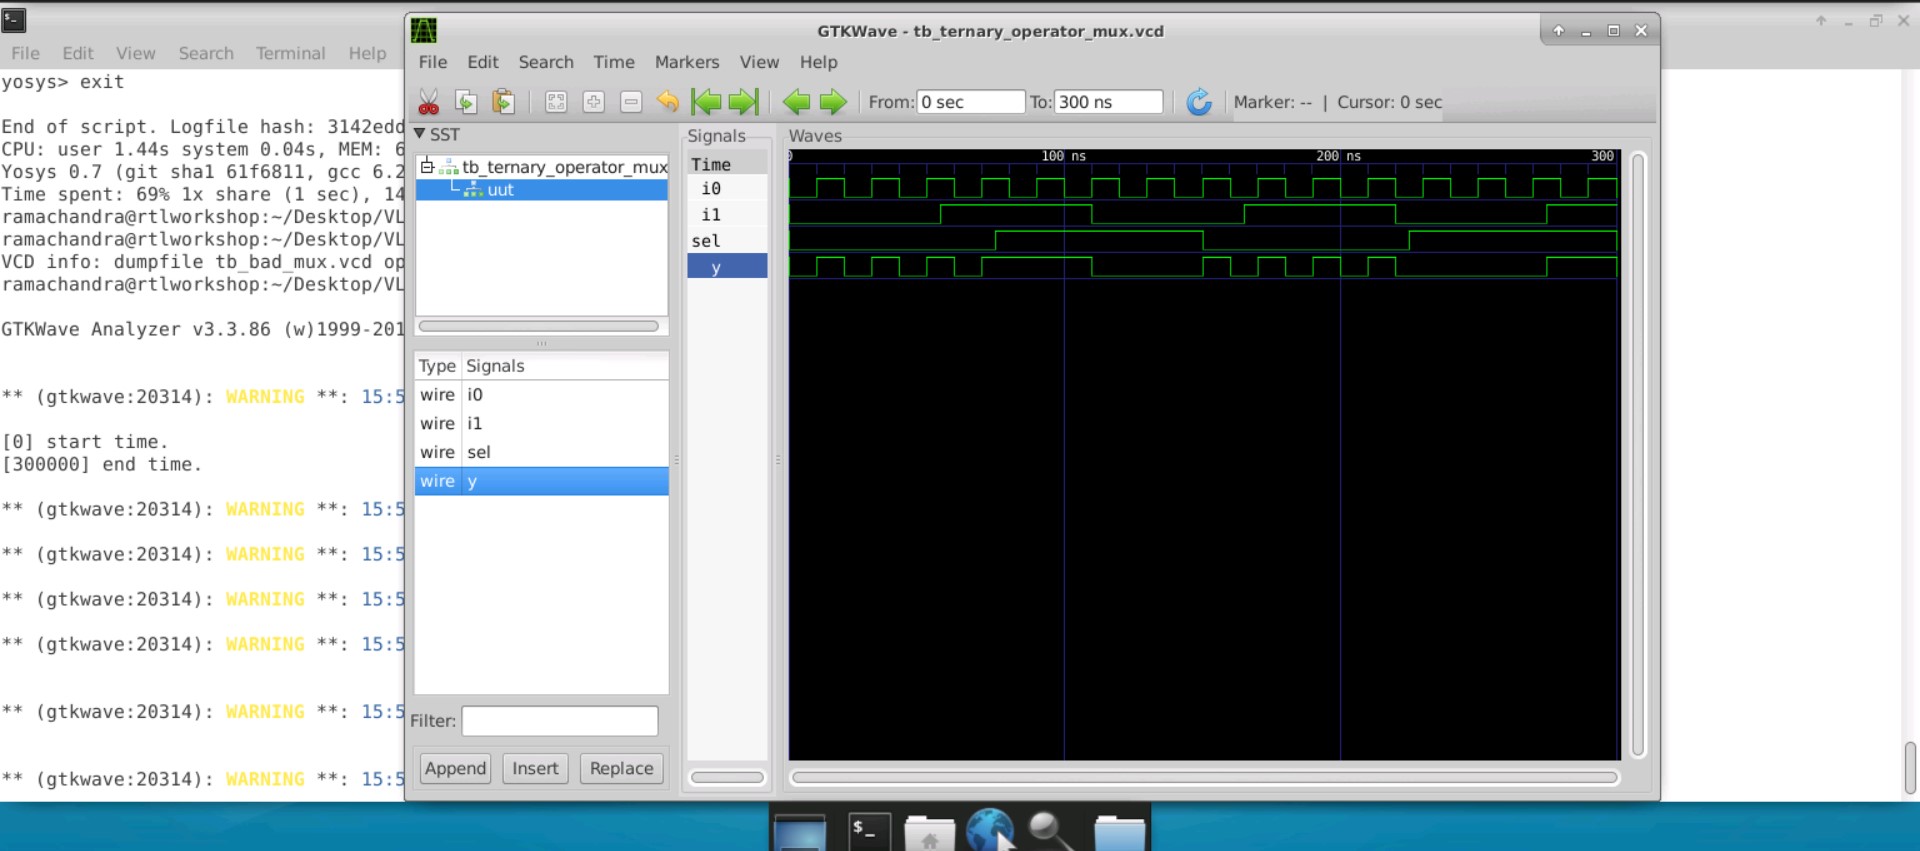 File Edit View Search Terminal Help
yosys> exit
End of script. Logfile hash: 3142edd
CPU: user 1.44s system 0.04s, MEM: 6
Yosys 0.7 (git sha1 61f6811, gcc 6.2
Time spent: 69% 1x share (1 sec), 14
ramachandra@rtlworkshop:~/Desktop/VL
ramachandra@rtlworkshop:~/Desktop/VL
VCD info: dumpfile tb_bad_mux.vcd op
ramachandra@rtlworkshop:~/Desktop/VL
GTKWave Analyzer v3.3.86 (w)1999-201
** (gtkwave:20314): WARNING **: 15:5
[0] start time.
[300000] end time.
** (gtkwave:20314): WARNING **: 15:5
** (gtkwave:20314): WARNING **: 15:5
** (gtkwave:20314): WARNING **: 15:5
** (gtkwave:20314): WARNING **: 15:5
** (gtkwave:20314): WARNING **: 15:5
** (gtkwave:20314): WARNING **: 15:5
GTKWave - tb_ternary_operator_mux.vcd
File Edit Search Time Markers View Help
From: 0 sec To: 300 ns Marker: -- | Cursor: 0 sec
SST
tb_ternary_operator_mux
uut
Type Signals
wire i0
wire i1
wire sel
wire y
Filter:
Append Insert Replace
Signals
Time
i0
i1
sel
y
Waves
0 100 ns 200 ns 300
$_